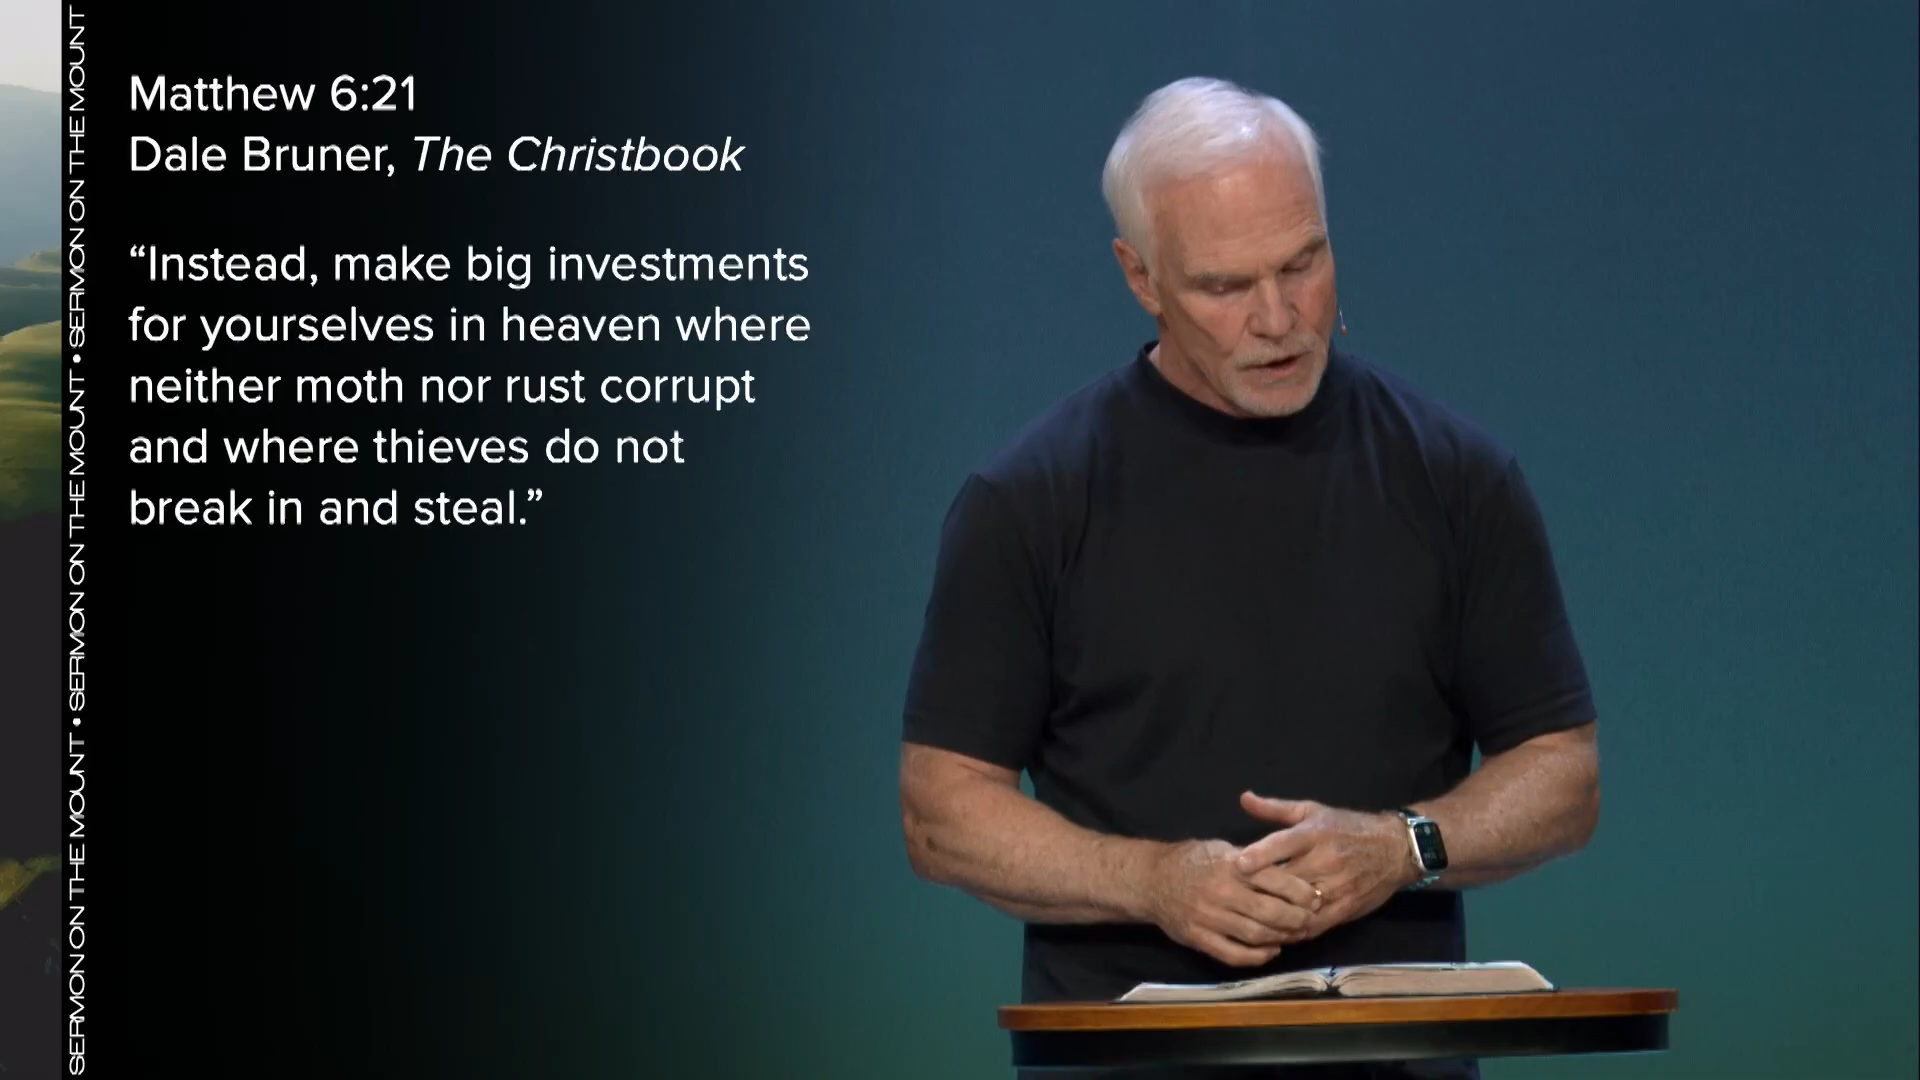 Matthew 6:21
Dale Bruner, The Christbook
“Instead, make big investments
for yourselves in heaven where
neither moth nor rust corrupt
and where thieves do not
break in and steal.”
SERMON ON THE MOUNT • SERMON ON THE MOUNT • SERMON ON THE MOUNT